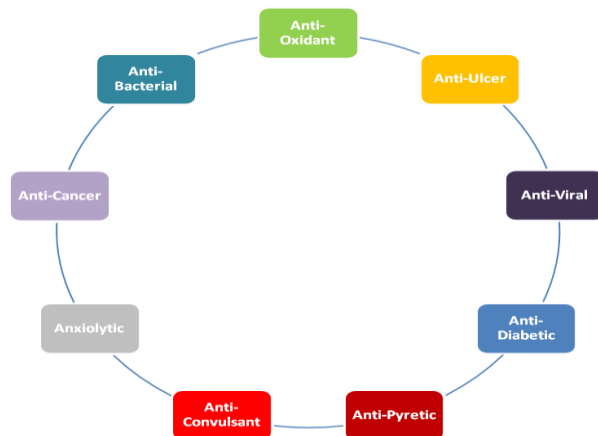 Anti-
Oxidant
Anti-Ulcer
Anti-Viral
Anti-
Diabetic
Anti-Pyretic
Anti-
Convulsant
Anxiolytic
Anti-Cancer
Anti-
Bacterial